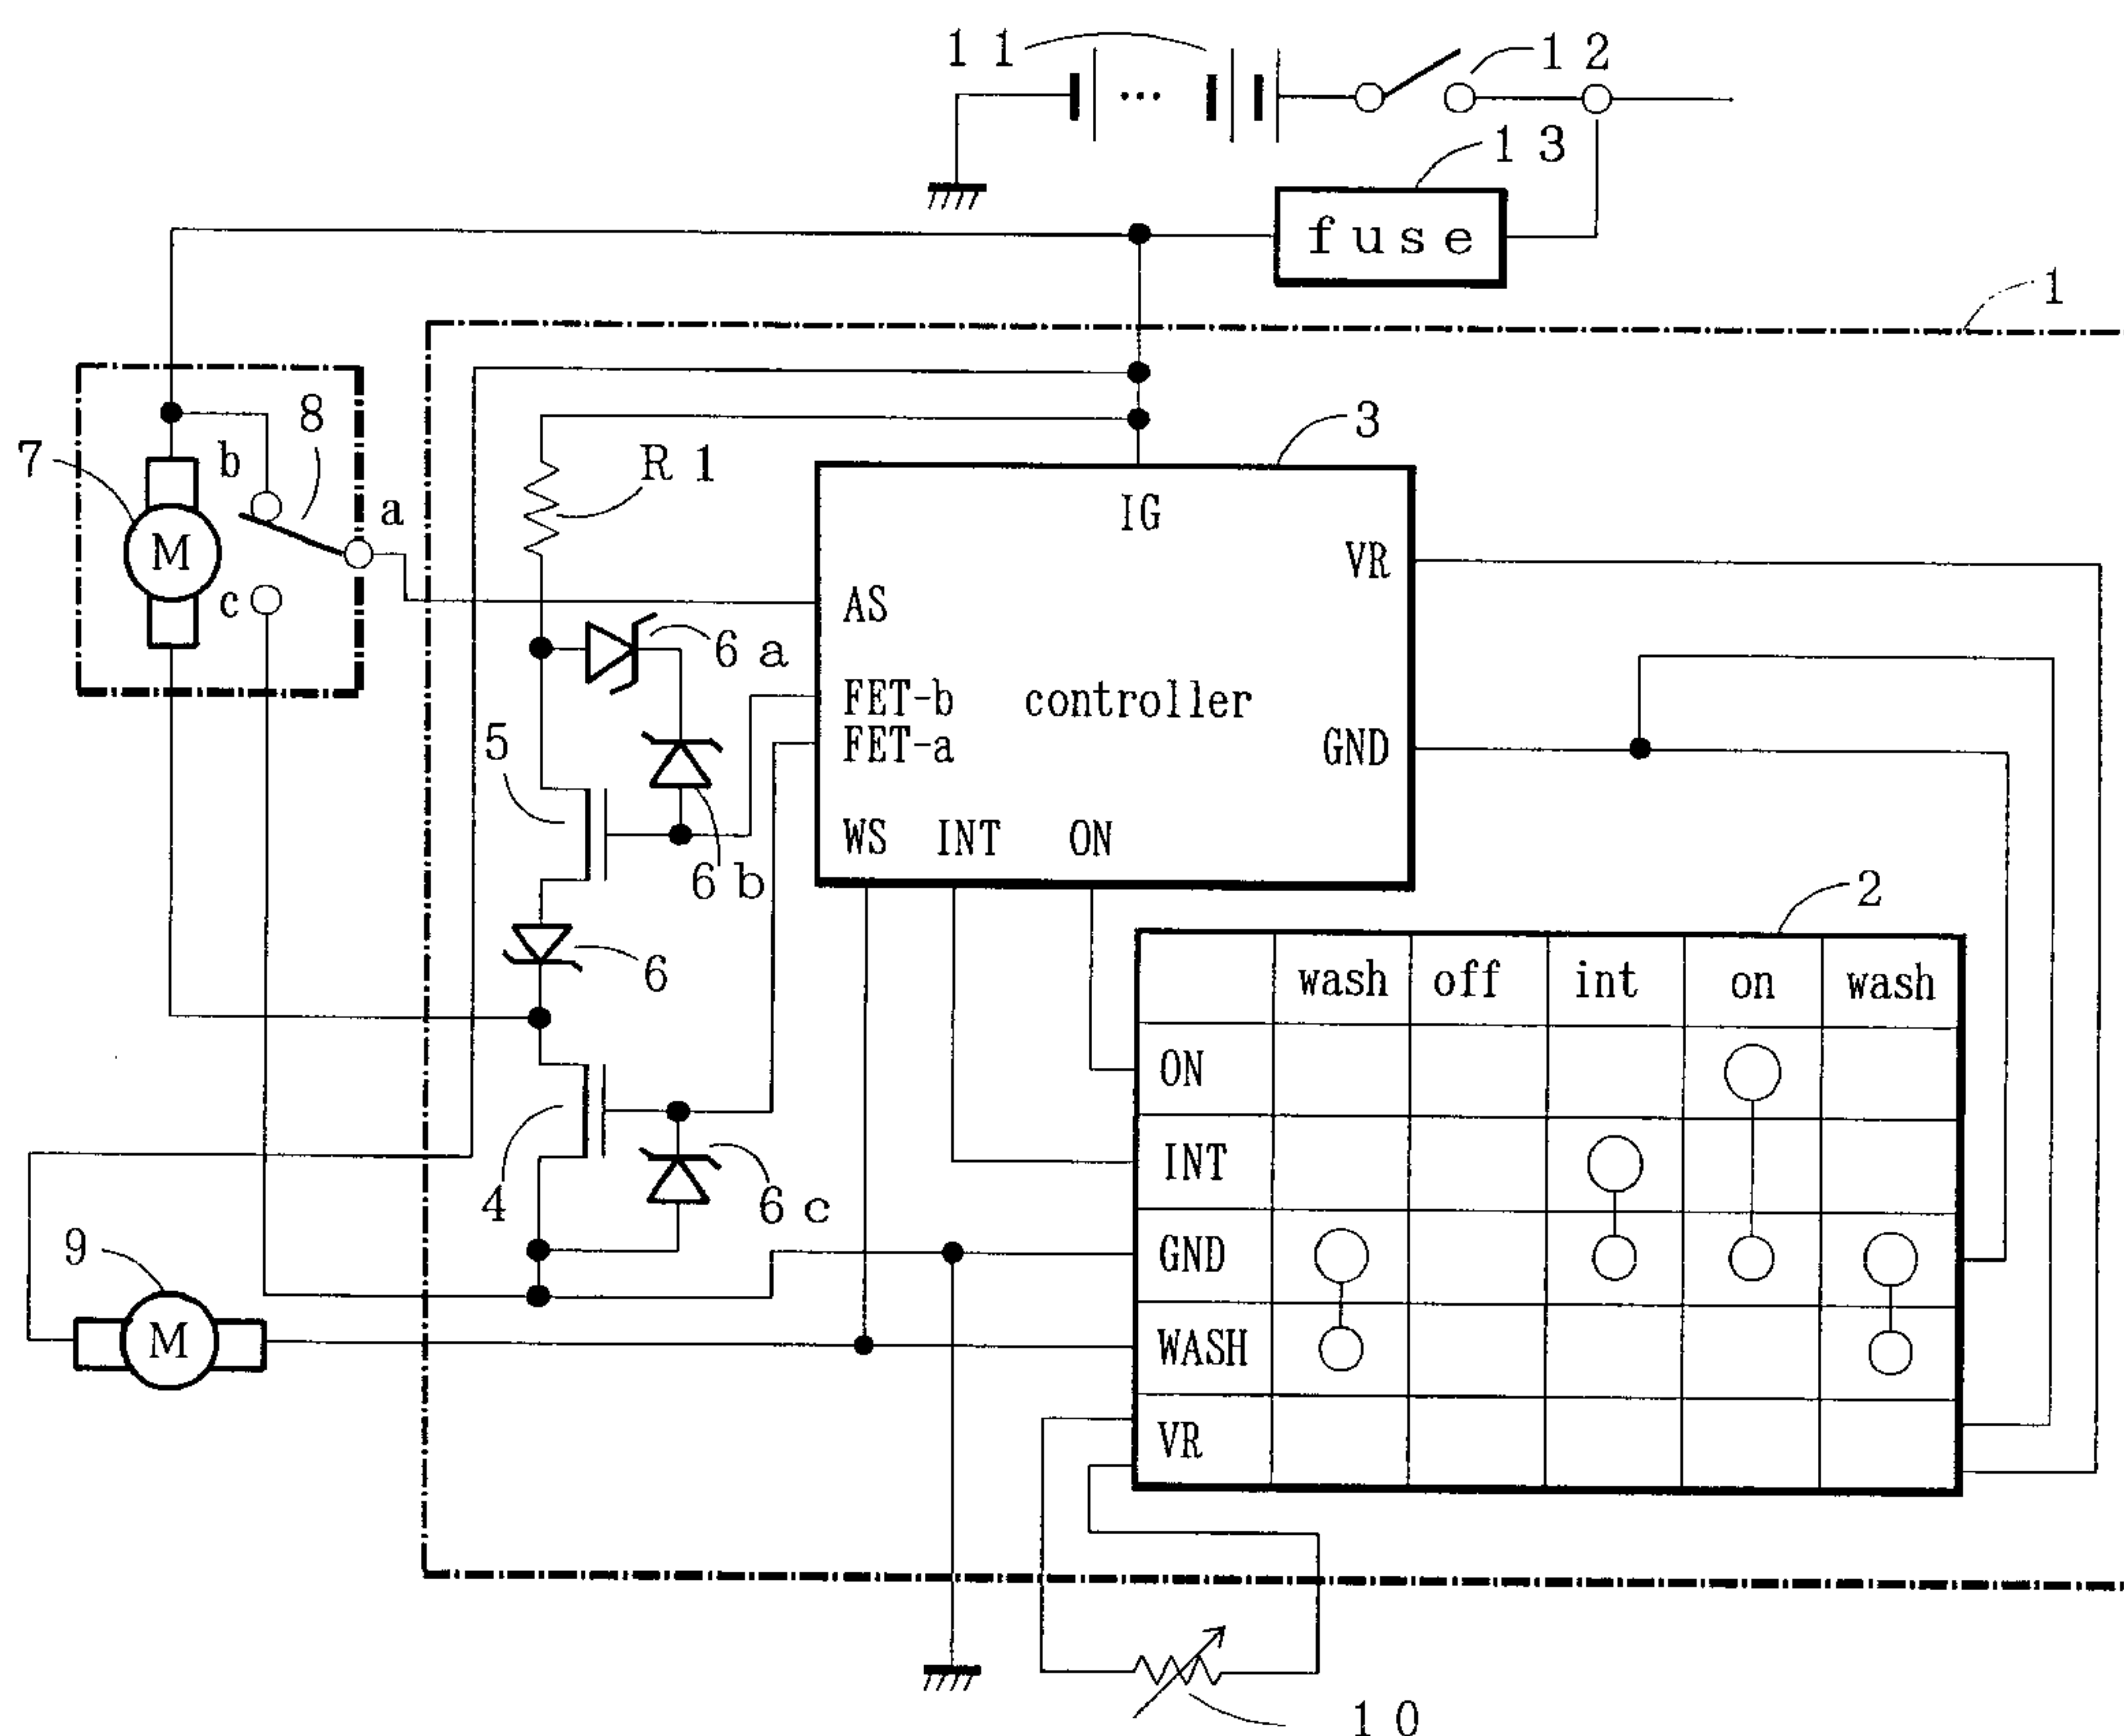 1 1
1 2
1 3
fuse
1
8
3
7
b
R 1
a
IG
M
VR
c
AS
6 a
FET-b
controller
5
FET-a
GND
WS INT ON
6 b
2
6
wash off int on wash
ON
INT
4
6 c
9
GND
M
WASH
VR
1 0